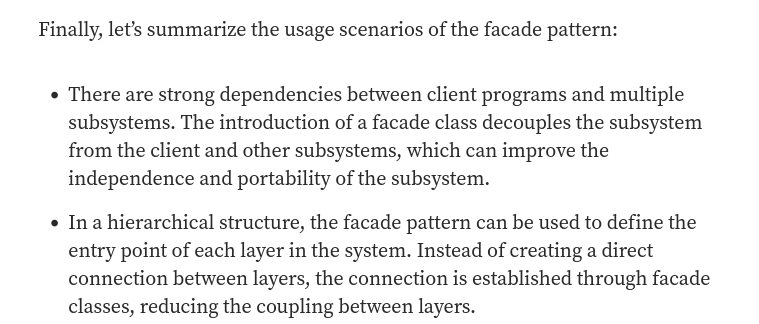 Finally, let’s summarize the usage scenarios of the facade pattern:
• There are strong dependencies between client programs and multiple
subsystems. The introduction of a facade class decouples the subsystem
from the client and other subsystems, which can improve the
independence and portability of the subsystem.
• In a hierarchical structure, the facade pattern can be used to define the
entry point of each layer in the system. Instead of creating a direct
connection between layers, the connection is established through facade
classes, reducing the coupling between layers.